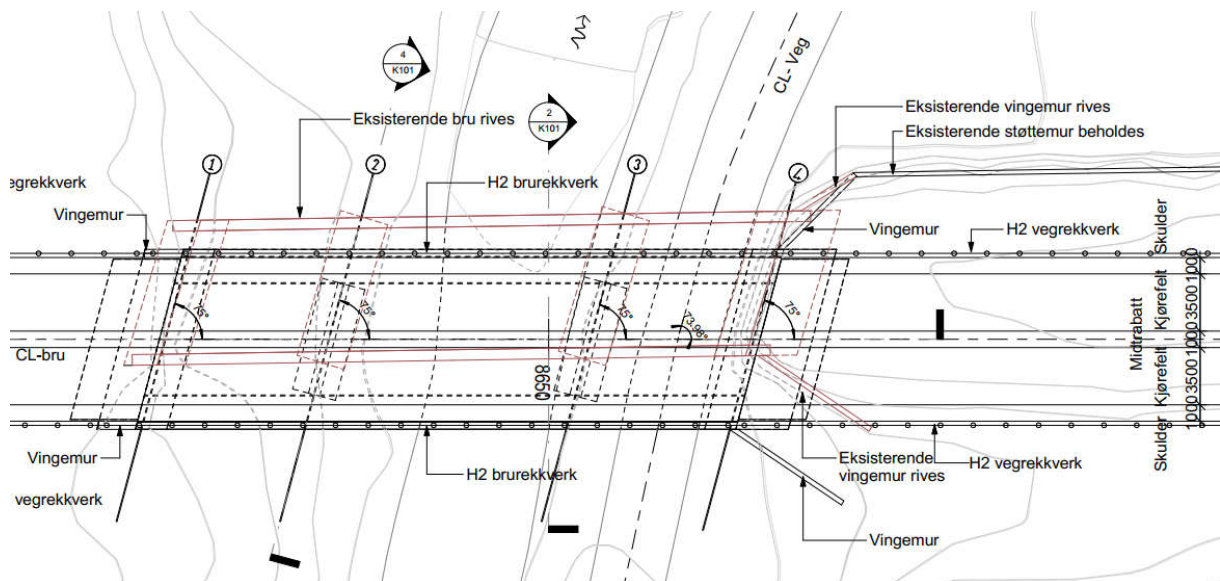 4
K101
2
K101
CL- Veg
Eksisterende vingemur rives
Eksisterende støttemur beholdes
Eksisterende bru rives
1
2
3
4
egrekkverk
H2 brurekkverk
Vingemur
Vingemur
H2 vegrekkverk
75°
75°
75°
73.98°
75°
CL-bru
8650
Skulder
Kjørefelt
Midtrabatt
Kjørefelt
Skulder
1000
3500
1000
3500
1000
Vingemur
H2 brurekkverk
Eksisterende
vingemur rives
H2 vegrekkverk
vegrekkverk
Vingemur